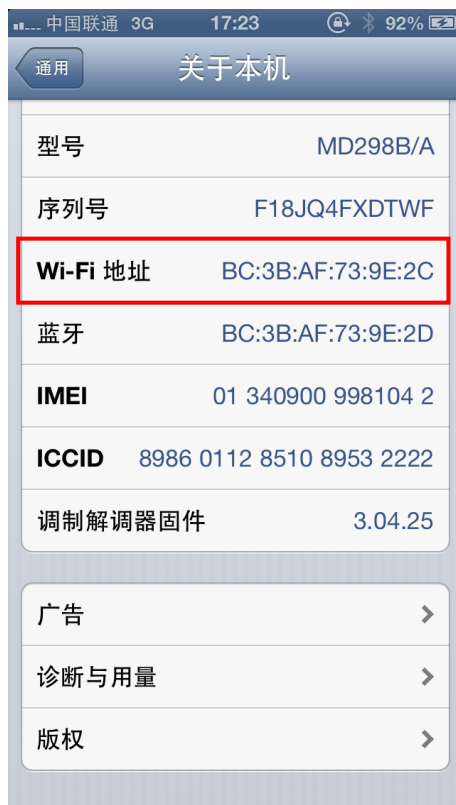 中国联通 3G 17:23 92%
通用 关于本机
型号 MD298B/A
序列号 F18JQ4FXDTWF
Wi-Fi 地址 BC:3B:AF:73:9E:2C
蓝牙 BC:3B:AF:73:9E:2D
IMEI 01 340900 998104 2
ICCID 8986 0112 8510 8953 2222
调制解调器固件 3.04.25
广告
诊断与用量
版权